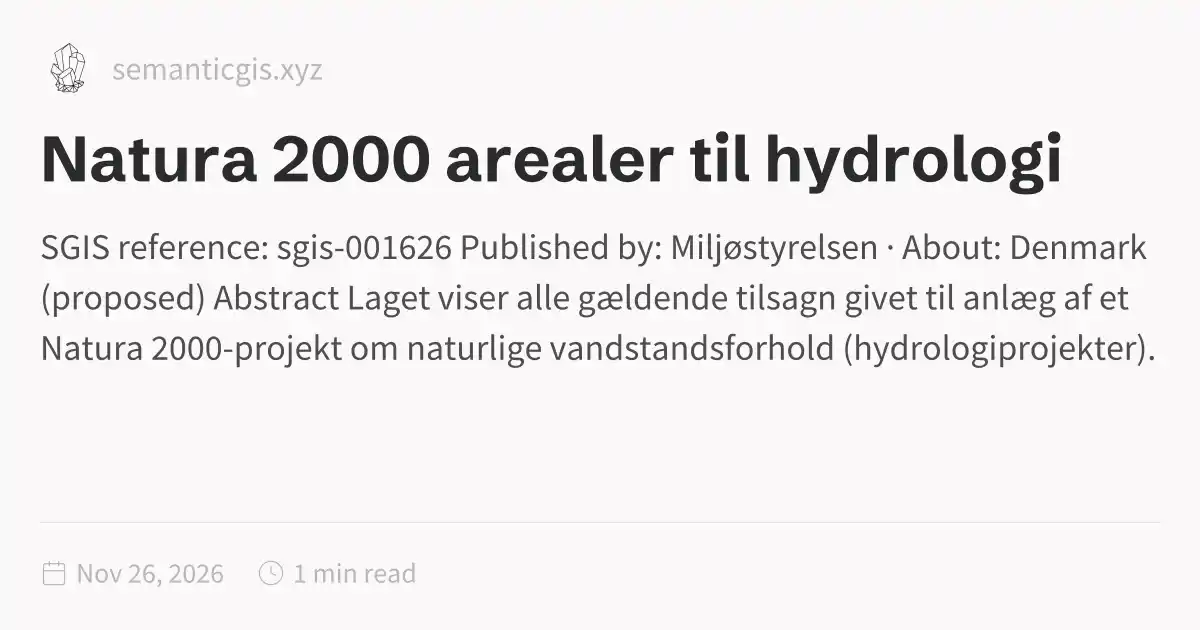 semanticgis.xyz
Natura 2000 arealer til hydrologi
SGIS reference: sgis-001626 Published by: Miljøstyrelsen · About: Denmark
(proposed) Abstract Laget viser alle gældende tilsagn givet til anlæg af et
Natura 2000-projekt om naturlige vandstandsforhold (hydrologiprojekter).
Nov 26, 2026 1 min read